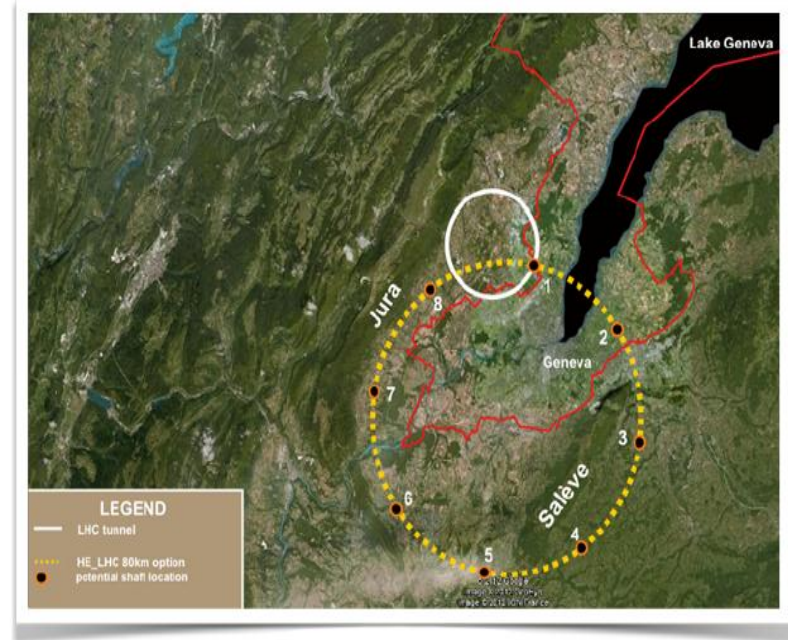 Lake Geneva
Jura
8
1
2
Geneva
7
3
Salève
6
4
5
LEGEND
LHC tunnel
HE_LHC 80km option
potential shaft location